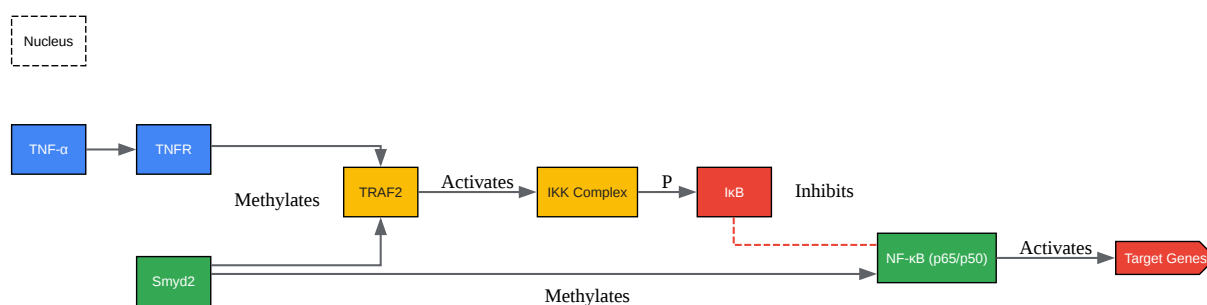 Nucleus
TNF-α
TNFR
Methylates
TRAF2
Activates
IKK Complex
P
IκB
Inhibits
NF-κB (p65/p50)
Activates
Target Genes
Smyd2
Methylates